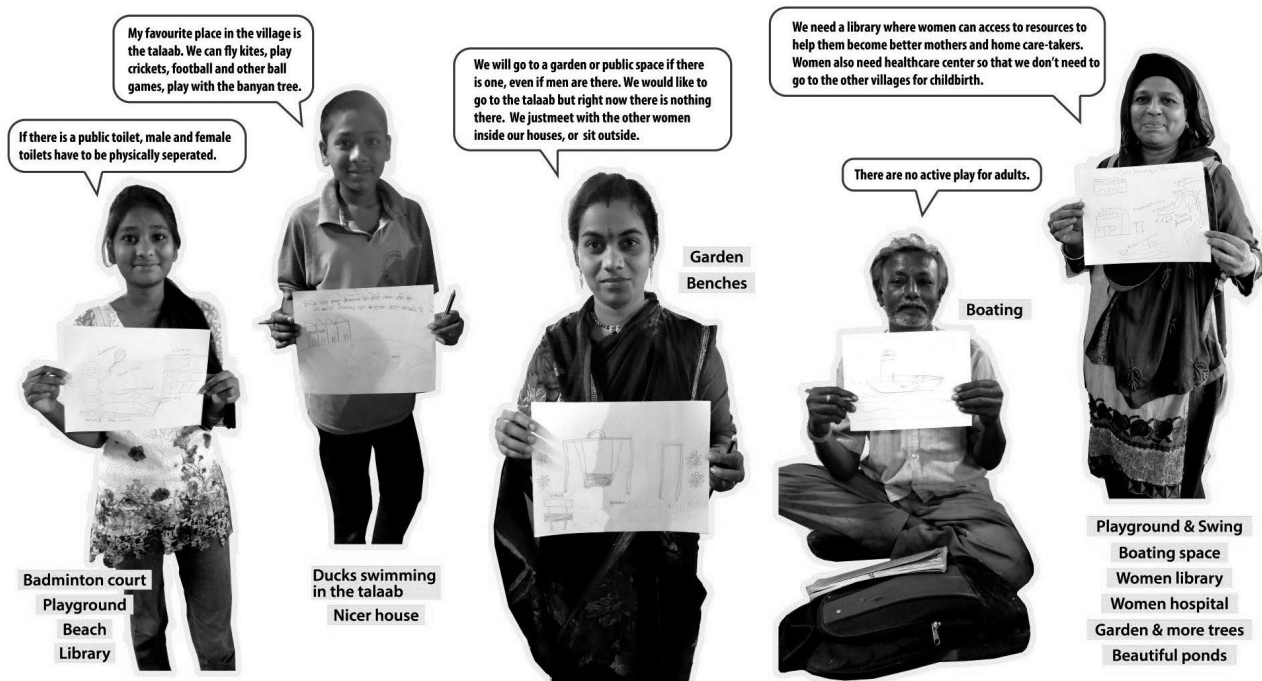 If there is a public toilet, male and female
toilets have to be physically seperated.
My favourite place in the village is
the talaab. We can fly kites, play
crickets, football and other ball
games, play with the banyan tree.
We will go to a garden or public space if there
is one, even if men are there. We would like to
go to the talaab but right now there is nothing
there. We justmeet with the other women
inside our houses, or sit outside.
There are no active play for adults.
We need a library where women can access to resources to
help them become better mothers and home care-takers.
Women also need healthcare center so that we don't need to
go to the other villages for childbirth.
Badminton court
Playground
Beach
Library
Ducks swimming
in the talaab
Nicer house
Garden
Benches
Boating
Playground & Swing
Boating space
Women library
Women hospital
Garden & more trees
Beautiful ponds